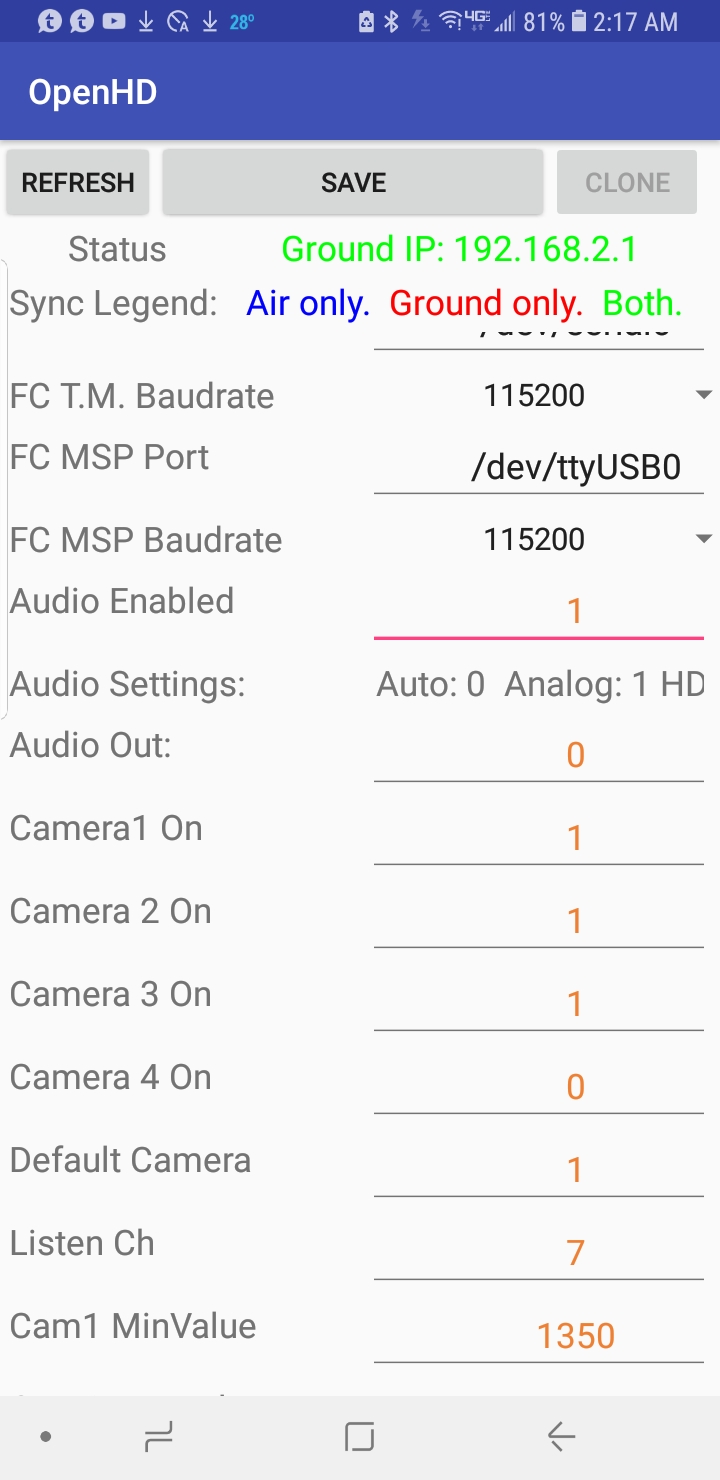 28° 4G 81% 2:17 AM
OpenHD
REFRESH SAVE CLONE
Status Ground IP: 192.168.2.1
Sync Legend: Air only. Ground only. Both.
FC T.M. Baudrate 115200
FC MSP Port /dev/ttyUSB0
FC MSP Baudrate 115200
Audio Enabled 1
Audio Settings: Auto: 0 Analog: 1 HD
Audio Out: 0
Camera1 On 1
Camera 2 On 1
Camera 3 On 1
Camera 4 On 0
Default Camera 1
Listen Ch 7
Cam1 MinValue 1350